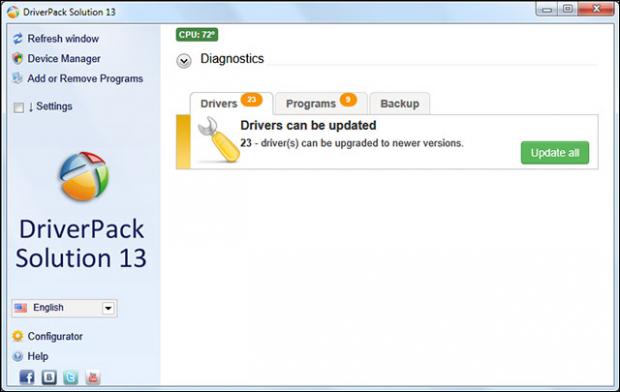 DriverPack Solution 13
Refresh window
Device Manager
Add or Remove Programs
↓ Settings
DriverPack
Solution 13
English
Configurator
Help
CPU: 72°
Diagnostics
Drivers 23
Programs 9
Backup
Drivers can be updated
23 - driver(s) can be upgraded to newer versions.
Update all